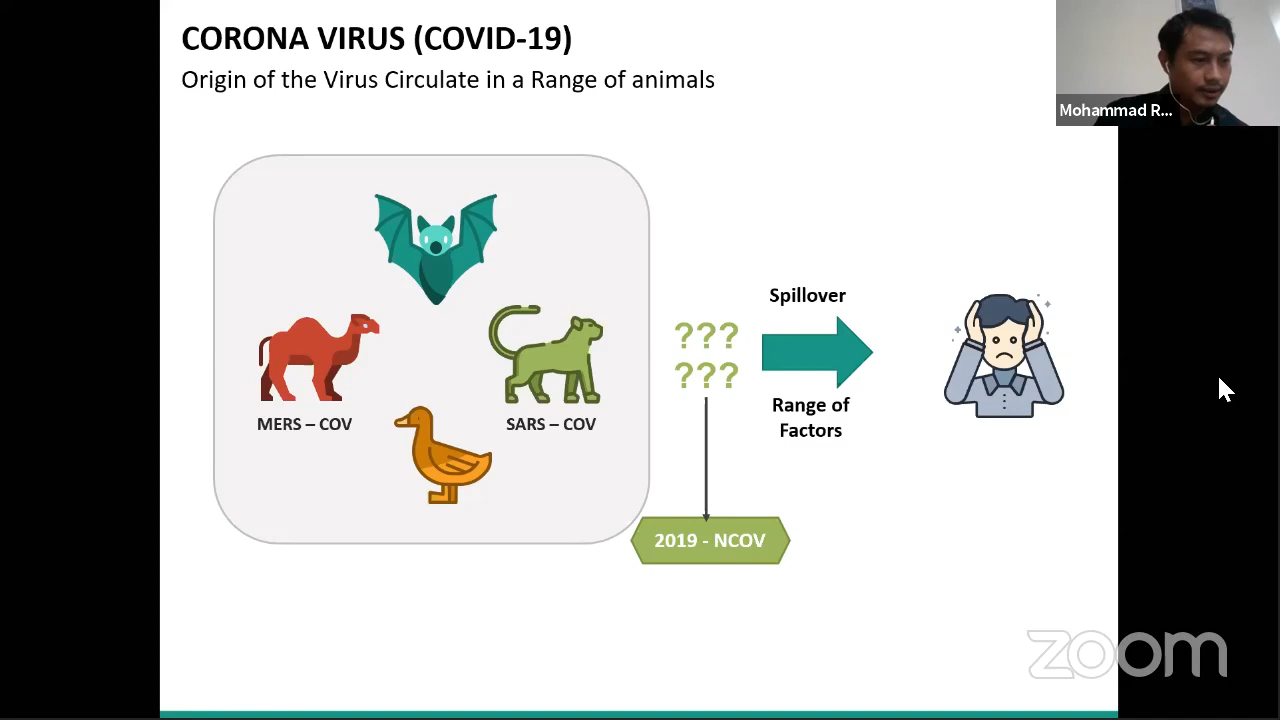 CORONA VIRUS (COVID-19)
Origin of the Virus Circulate in a Range of animals
Mohammad R...
MERS – COV
SARS – COV
???
???
Spillover
Range of
Factors
2019 - NCOV
zoom